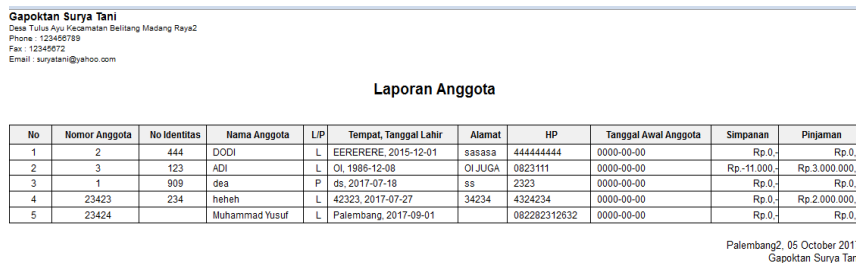 Gapoktan Surya Tani
Desa Tulus Ayu Kecamatan Belitang Madang Raya2
Phone : 123456789
Fax : 12345672
Email : suryatani@yahoo.com
Laporan Anggota
No Nomor Anggota No Identitas Nama Anggota L/P Tempat, Tanggal Lahir Alamat HP Tanggal Awal Anggota Simpanan Pinjaman
1 2 444 DODI L EERERERE, 2015-12-01 sasasa 444444444 0000-00-00 Rp.0,- Rp.0,
2 3 123 ADI L OI, 1986-12-08 OI JUGA 0823111 0000-00-00 Rp.-11.000,- Rp.3.000.000,
3 1 909 dea P ds, 2017-07-18 ss 2323 0000-00-00 Rp.0,- Rp.0,
4 23423 234 heheh L 42323, 2017-07-27 34234 4324234 0000-00-00 Rp.0,- Rp.2.000.000,
5 23424 Muhammad Yusuf L Palembang, 2017-09-01 082282312632 0000-00-00 Rp.0,- Rp.0,
Palembang2, 05 October 2017
Gapoktan Surya Tan